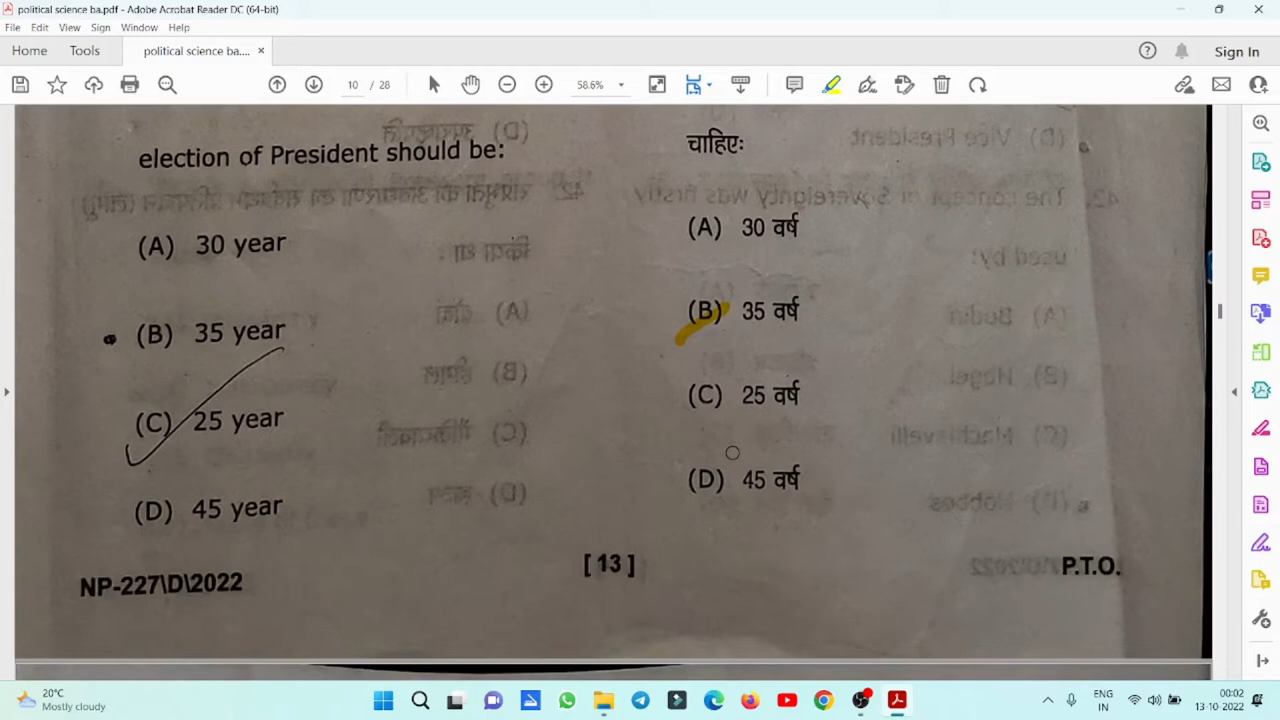 political science ba.pdf - Adobe Acrobat Reader DC (64-bit)
File Edit View Sign Window Help
Home Tools political science ba.... × Sign In
10 / 28 58.6%
election of President should be:
(A) 30 year
(B) 35 year
(C) 25 year
(D) 45 year
चाहिए:
(A) 30 वर्ष
(B) 35 वर्ष
(C) 25 वर्ष
(D) 45 वर्ष
NP-227\D\2022 [ 13 ] P.T.O.
20°C
Mostly cloudy
ENG
IN
00:02
13-10-2022